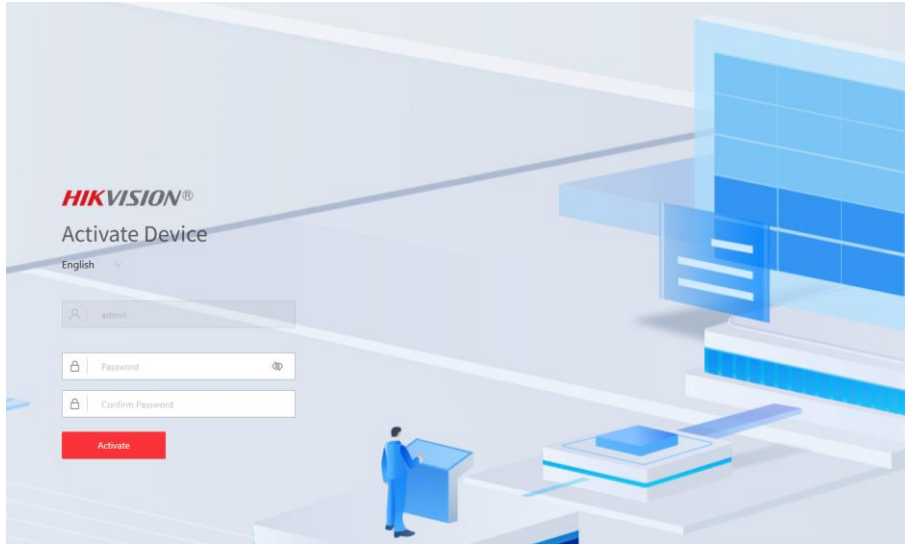 HIKVISION®
Activate Device
English
admin
Password
Confirm Password
Activate